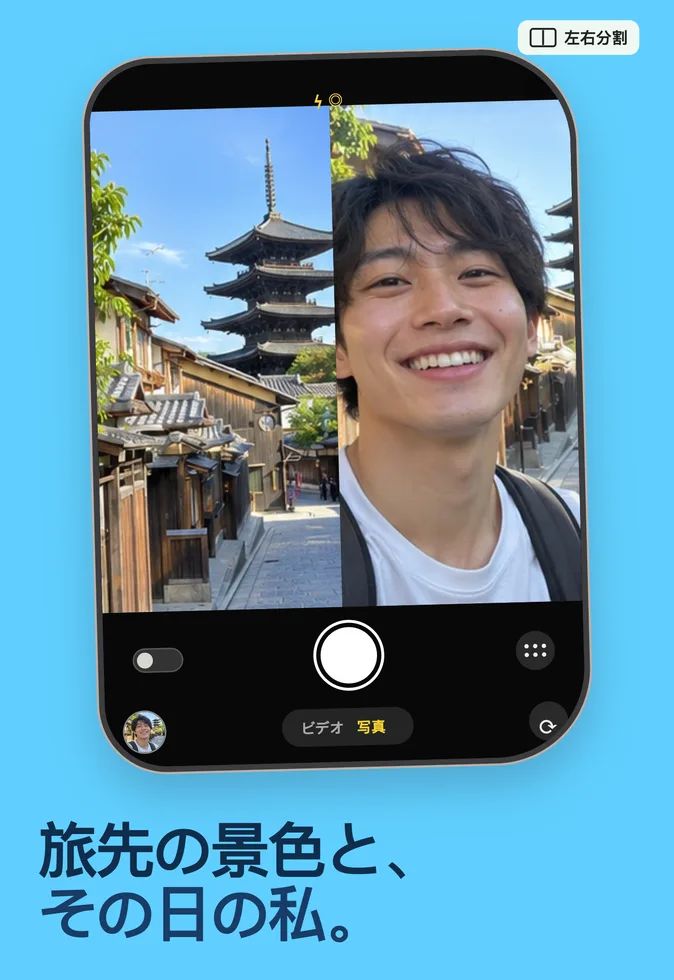 左右分割
ビデオ 写真
旅先の景色と、
その日の私。